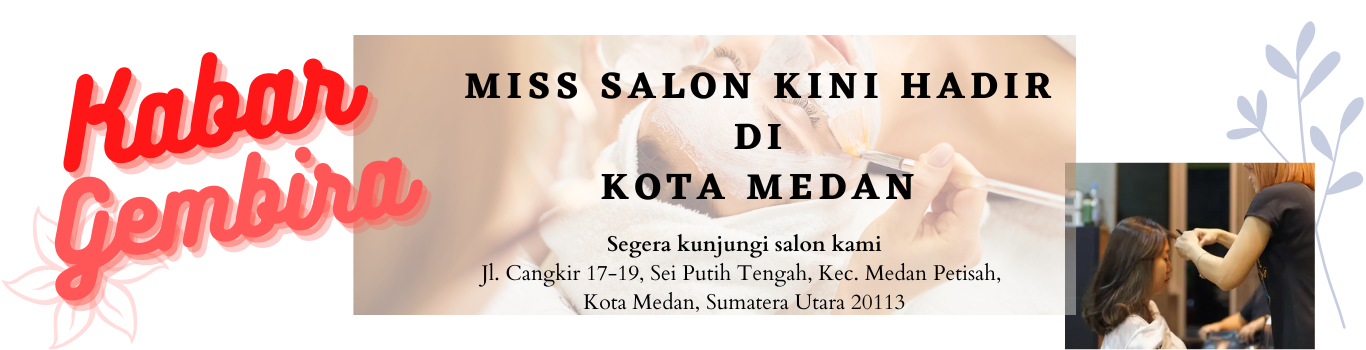 Kabar
Gembira
MISS SALON KINI HADIR
DI
KOTA MEDAN
Segera kunjungi salon kami
Jl. Cangkir 17-19, Sei Putih Tengah, Kec. Medan Petisah,
Kota Medan, Sumatera Utara 20113